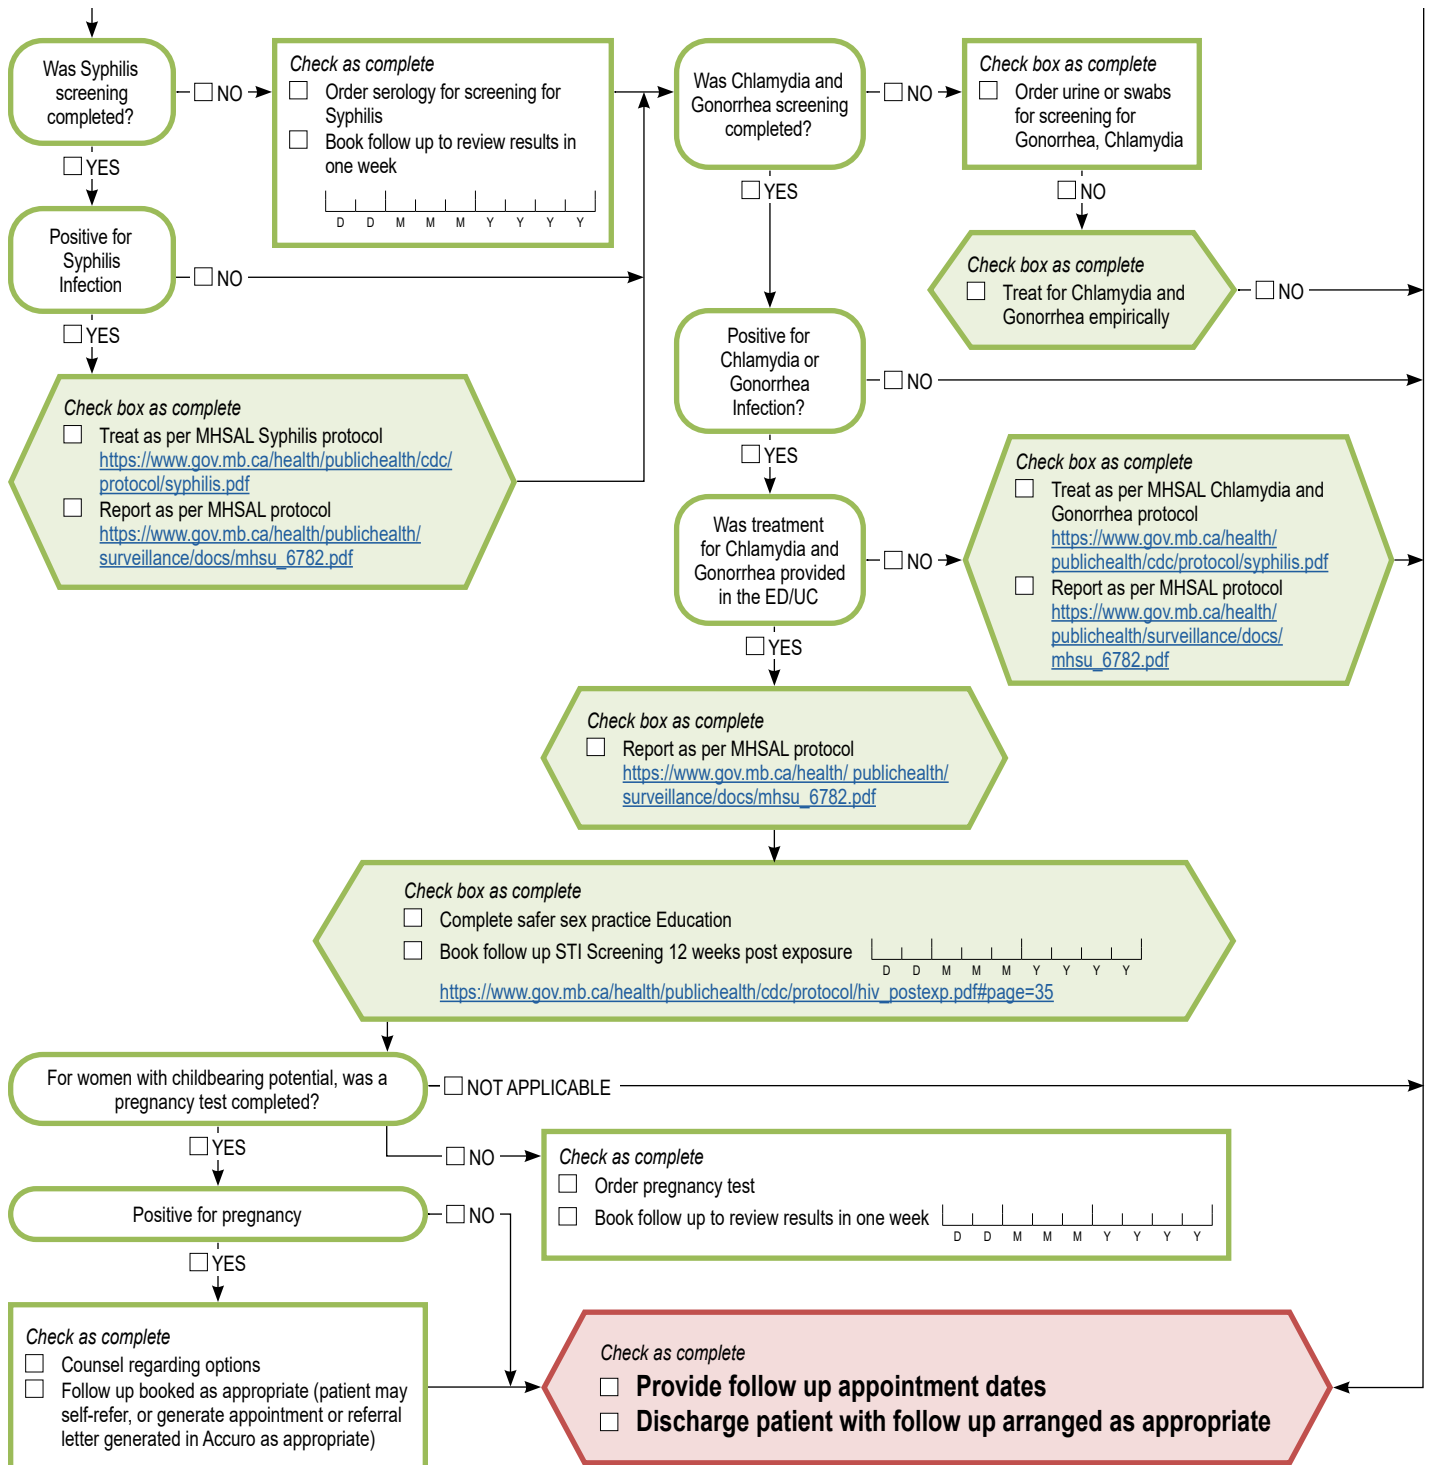 Was Syphilis
screening
completed?
NO
YES
Check as complete
Order serology for screening for
Syphilis
Book follow up to review results in
one week
D D M M M Y Y Y Y
Positive for
Syphilis
Infection
NO
YES
Check box as complete
Treat as per MHSAL Syphilis protocol
https://www.gov.mb.ca/health/publichealth/cdc/
protocol/syphilis.pdf
Report as per MHSAL protocol
https://www.gov.mb.ca/health/publichealth/
surveillance/docs/mhsu_6782.pdf
Was Chlamydia and
Gonorrhea screening
completed?
NO
YES
Check box as complete
Order urine or swabs
for screening for
Gonorrhea, Chlamydia
NO
Check box as complete
Treat for Chlamydia and
Gonorrhea empirically
NO
Positive for
Chlamydia or
Gonorrhea
Infection?
NO
YES
Was treatment
for Chlamydia and
Gonorrhea provided
in the ED/UC
NO
YES
Check box as complete
Treat as per MHSAL Chlamydia and
Gonorrhea protocol
https://www.gov.mb.ca/health/
publichealth/cdc/protocol/syphilis.pdf
Report as per MHSAL protocol
https://www.gov.mb.ca/health/
publichealth/surveillance/docs/
mhsu_6782.pdf
Check box as complete
Report as per MHSAL protocol
https://www.gov.mb.ca/health/ publichealth/
surveillance/docs/mhsu_6782.pdf
Check box as complete
Complete safer sex practice Education
Book follow up STI Screening 12 weeks post exposure
D D M M M Y Y Y Y
https://www.gov.mb.ca/health/publichealth/cdc/protocol/hiv_postexp.pdf#page=35
For women with childbearing potential, was a
pregnancy test completed?
NOT APPLICABLE
YES
NO
Check as complete
Order pregnancy test
Book follow up to review results in one week
D D M M M Y Y Y Y
Positive for pregnancy
NO
YES
Check as complete
Counsel regarding options
Follow up booked as appropriate (patient may
self-refer, or generate appointment or referral
letter generated in Accuro as appropriate)
Check as complete
Provide follow up appointment dates
Discharge patient with follow up arranged as appropriate